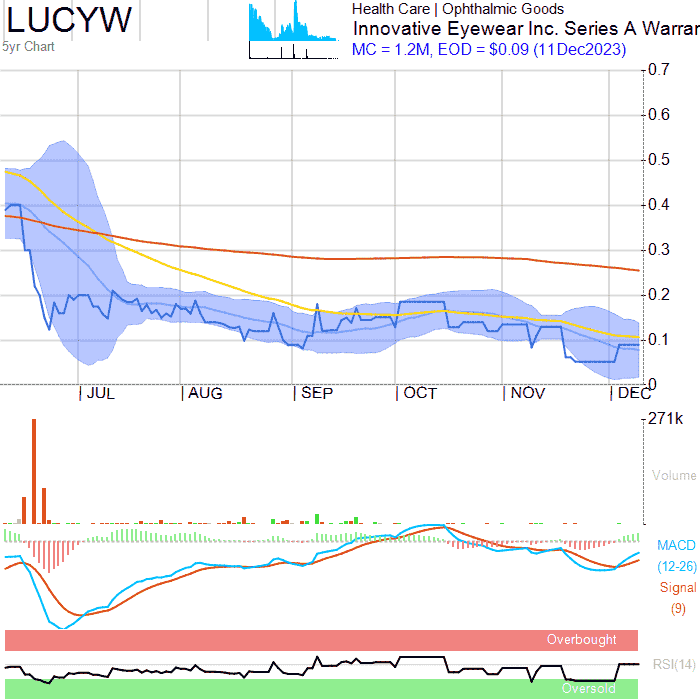 LUCYW
5yr Chart
Health Care | Ophthalmic Goods
Innovative Eyewear Inc. Series A Warrar
MC = 1.2M, EOD = $0.09 (11Dec2023)
0.7
0.6
0.5
0.4
0.3
0.2
0.1
0
JUL AUG SEP OCT NOV DEC
271k
Volume
MACD
(12-26)
Signal
(9)
Overbought
RSI(14)
Oversold